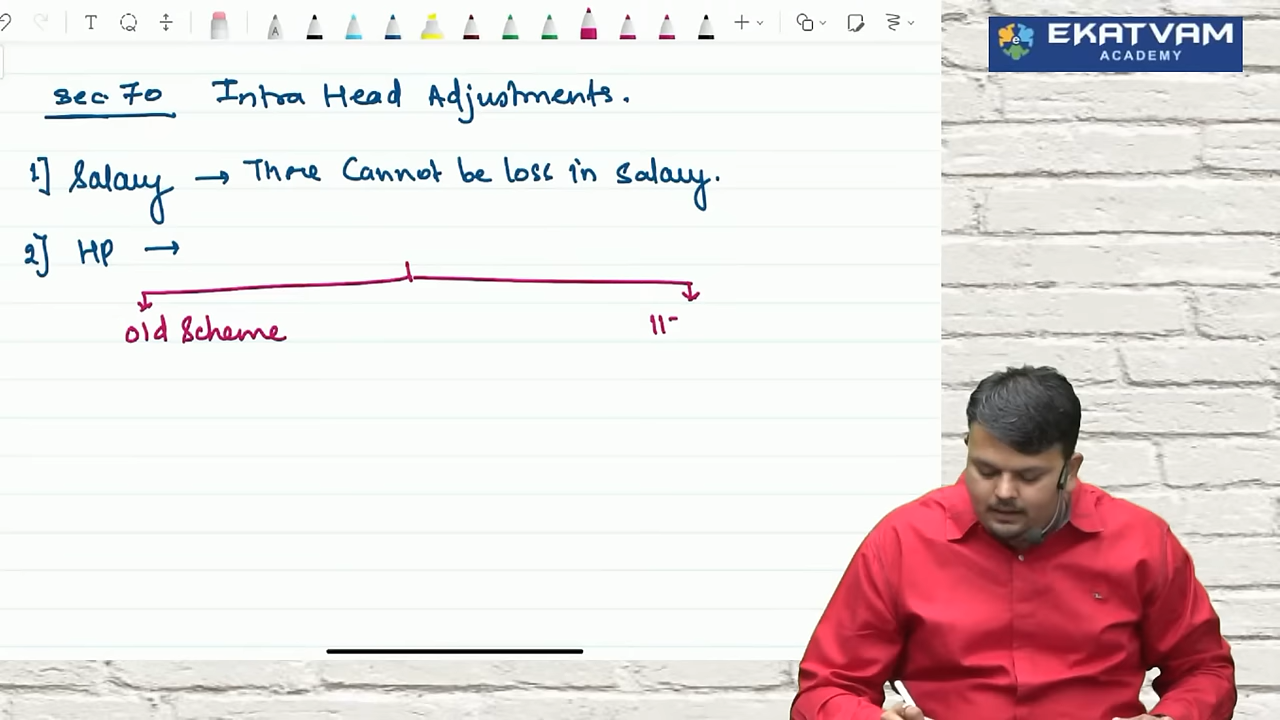 EKATVAM
ACADEMY
sec 70 Intra Head Adjustments.
1] Salary → There Cannot be loss in Salary.
2] HP →
Old Scheme 11